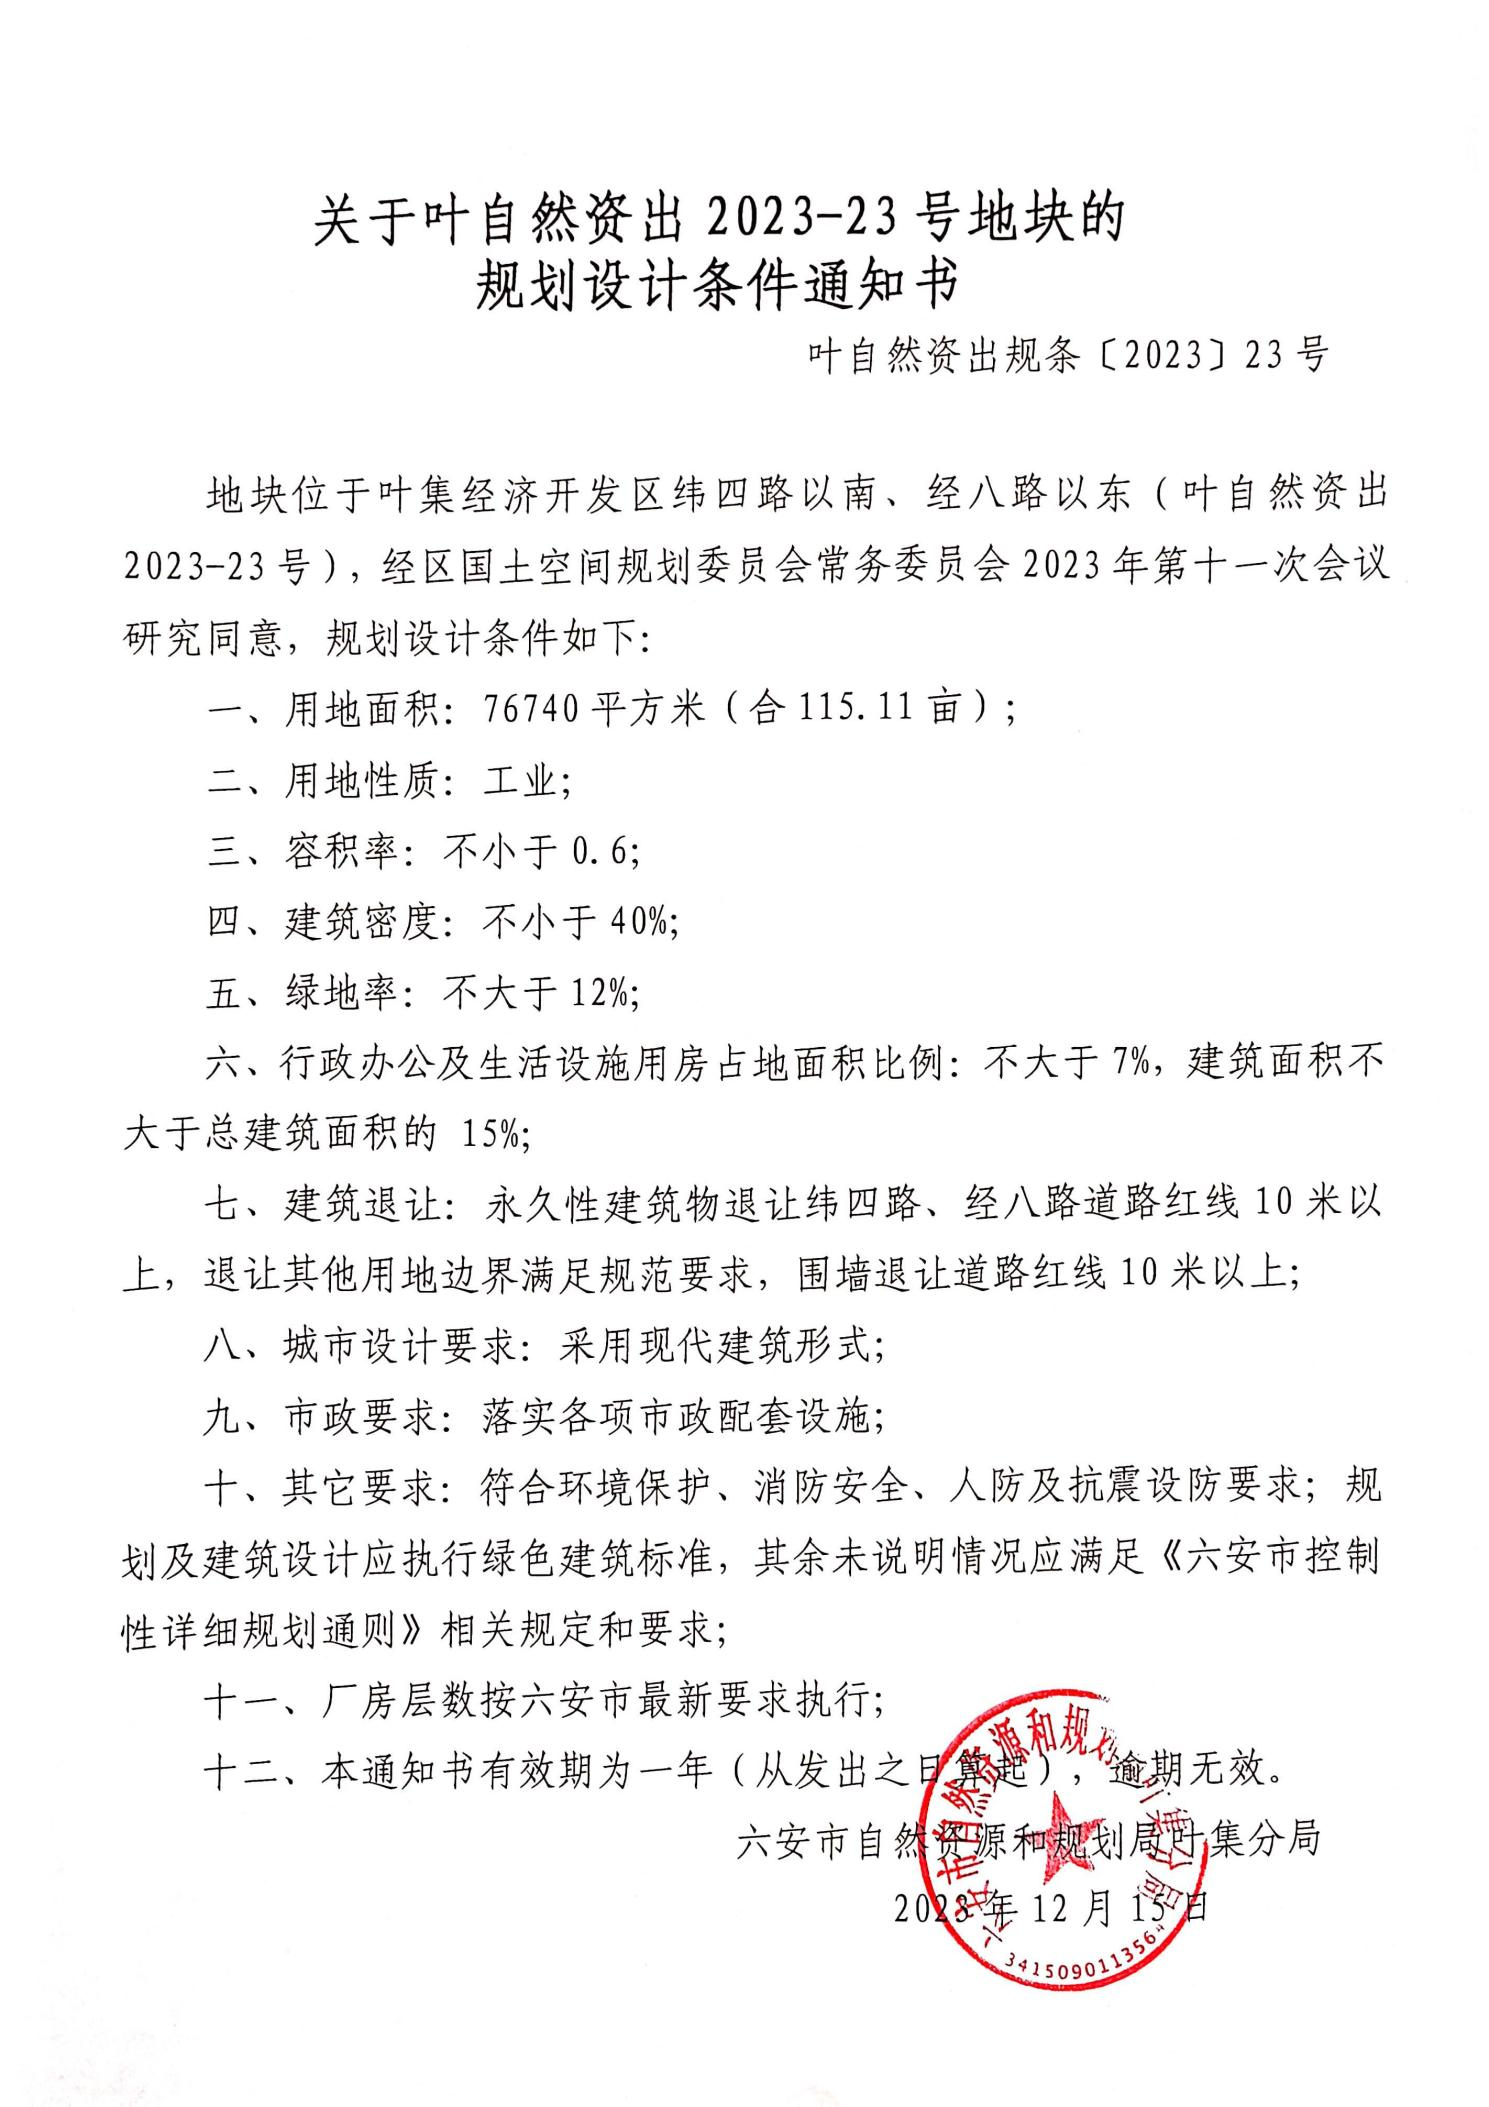 关于叶自然资出 2023-23 号地块的
规划设计条件通知书
叶自然资出规条〔2023〕23 号
地块位于叶集经济开发区纬四路以南、经八路以东（叶自然资出
2023-23 号），经区国土空间规划委员会常务委员会 2023 年第十一次会议
研究同意，规划设计条件如下：
一、用地面积：76740 平方米（合 115.11 亩）；
二、用地性质：工业；
三、容积率：不小于 0.6；
四、建筑密度：不小于 40%；
五、绿地率：不大于 12%；
六、行政办公及生活设施用房占地面积比例：不大于 7%，建筑面积不
大于总建筑面积的 15%；
七、建筑退让：永久性建筑物退让纬四路、经八路道路红线 10 米以
上，退让其他用地边界满足规范要求，围墙退让道路红线 10 米以上；
八、城市设计要求：采用现代建筑形式；
九、市政要求：落实各项市政配套设施；
十、其它要求：符合环境保护、消防安全、人防及抗震设防要求；规
划及建筑设计应执行绿色建筑标准，其余未说明情况应满足《六安市控制
性详细规划通则》相关规定和要求；
十一、厂房层数按六安市最新要求执行；
十二、本通知书有效期为一年（从发出之日算起），逾期无效。
六安市自然资源和规划局叶集分局
2023 年 12 月 15 日
六安市自然资源和规划局叶集分局
341509011356